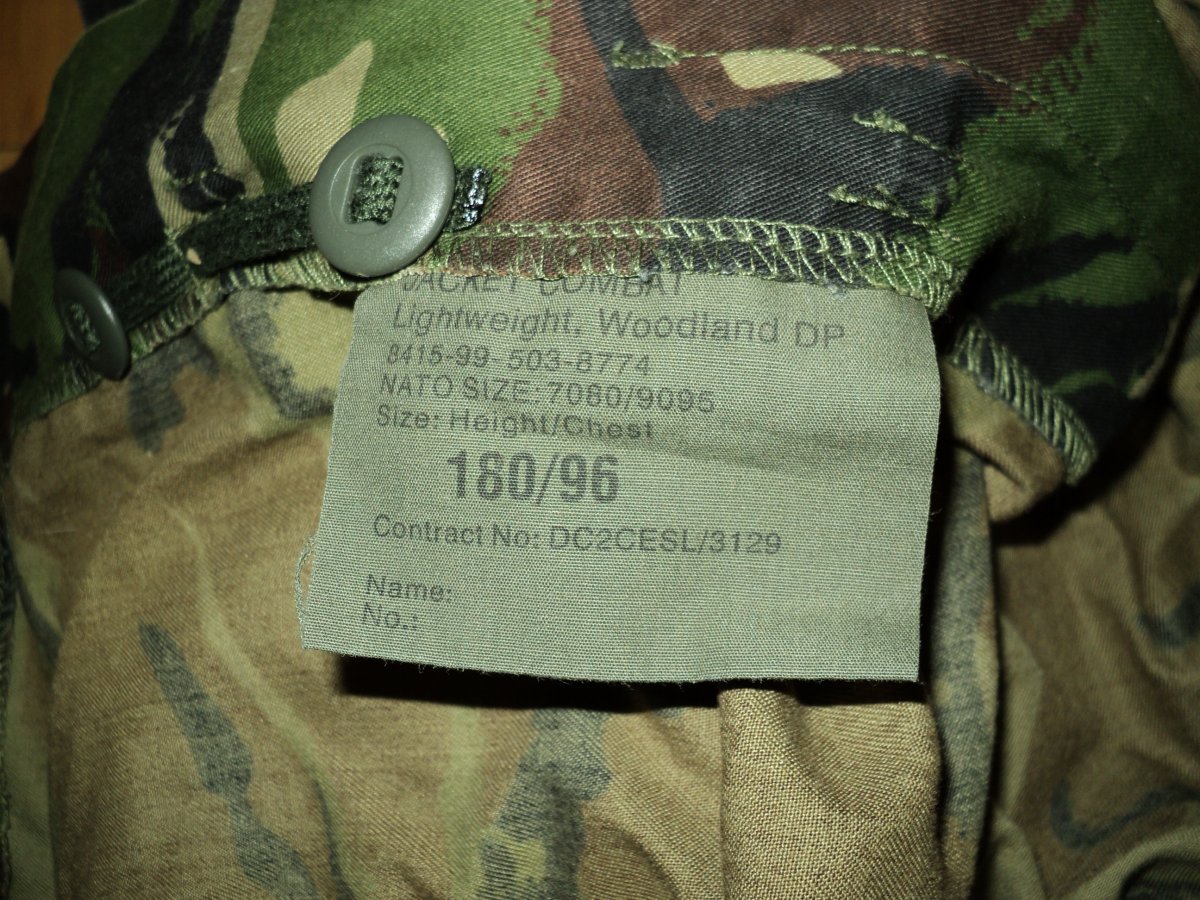 JACKET COMBAT
Lightweight, Woodland DP
8415-99-503-8774
NATO SIZE: 7080/9095
Size: Height/Chest
180/96
Contract No: DC2CESL/3129
Name:
No.: